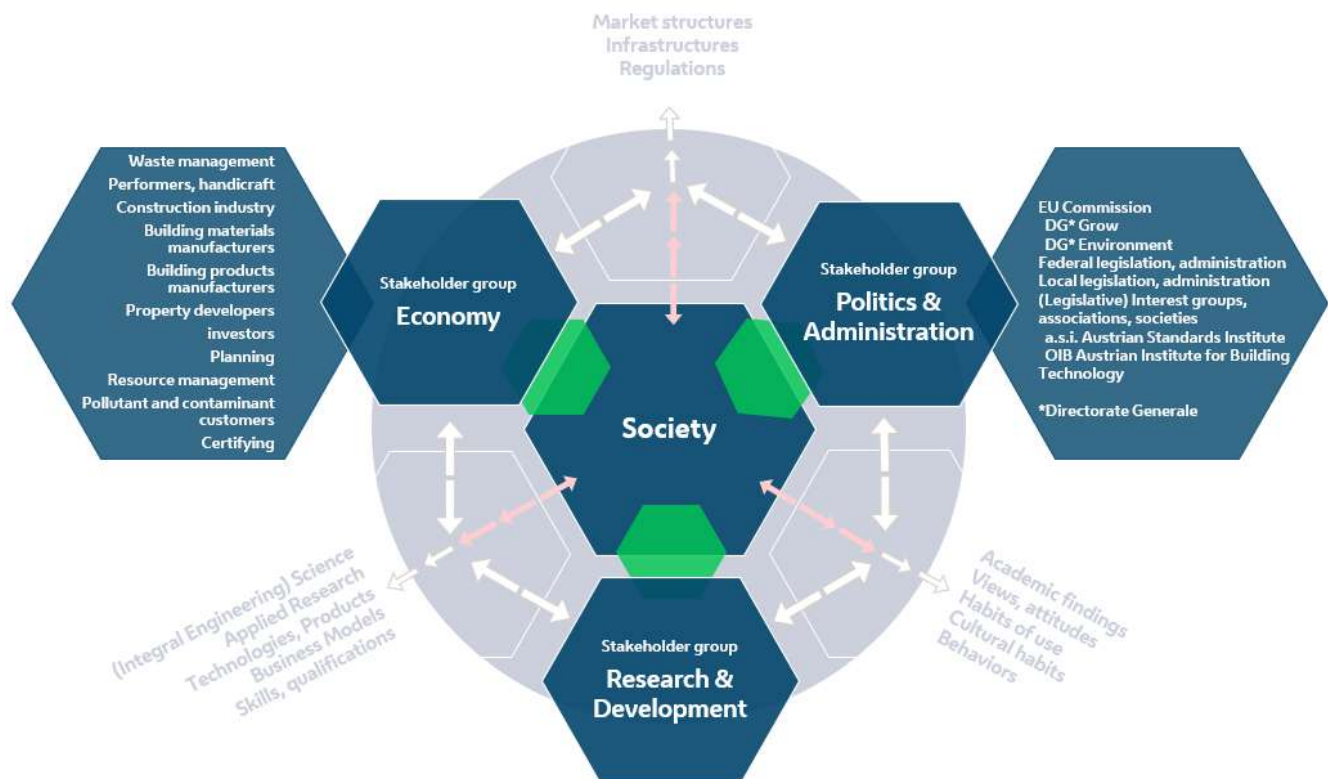 Market structures
Infrastructures
Regulations
Waste management
Performers, handicraft
Construction industry
Building materials
manufacturers
Building products
manufacturers
Property developers
investors
Planning
Resource management
Pollutant and contaminant
customers
Certifying
Stakeholder group
Economy
Stakeholder group
Politics &
Administration
EU Commission
DG* Grow
DG* Environment
Federal legislation, administration
Local legislation, administration
(Legislative) Interest groups,
associations, societies
a.s.i. Austrian Standards Institute
OIB Austrian Institute for Building
Technology
*Directorate Generale
Society
(Integral Engineering) Science
Applied Research
Technologies, Products
Business Models
Skills, qualifications
Academic findings
Views, attitudes
Habits of use
Cultural habits
Behaviors
Stakeholder group
Research &
Development